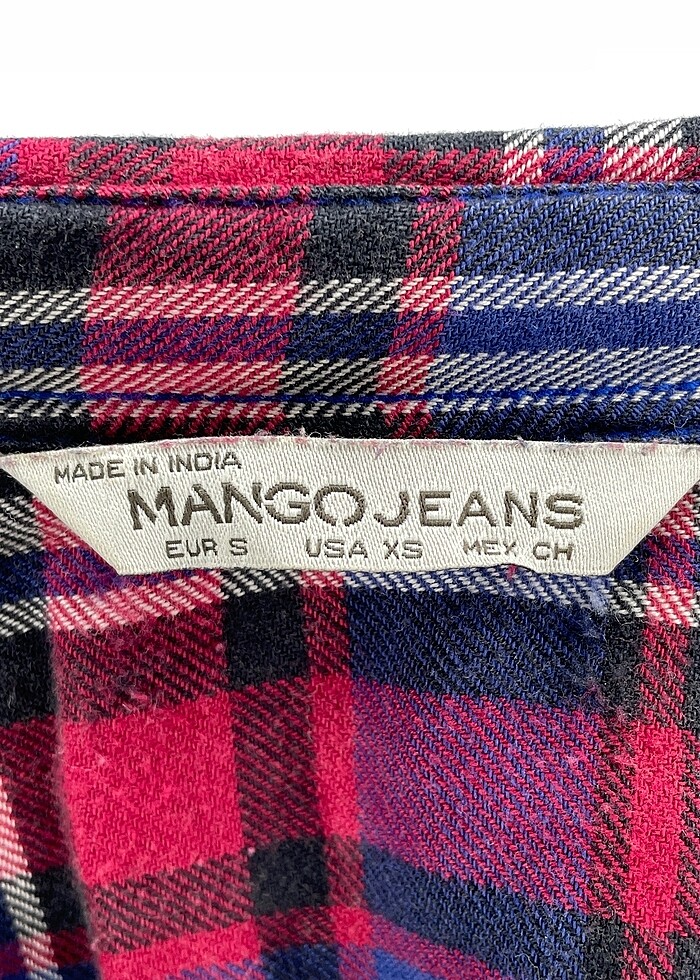 MADE IN INDIA
MANGO JEANS
EUR S USA XS MEX CH